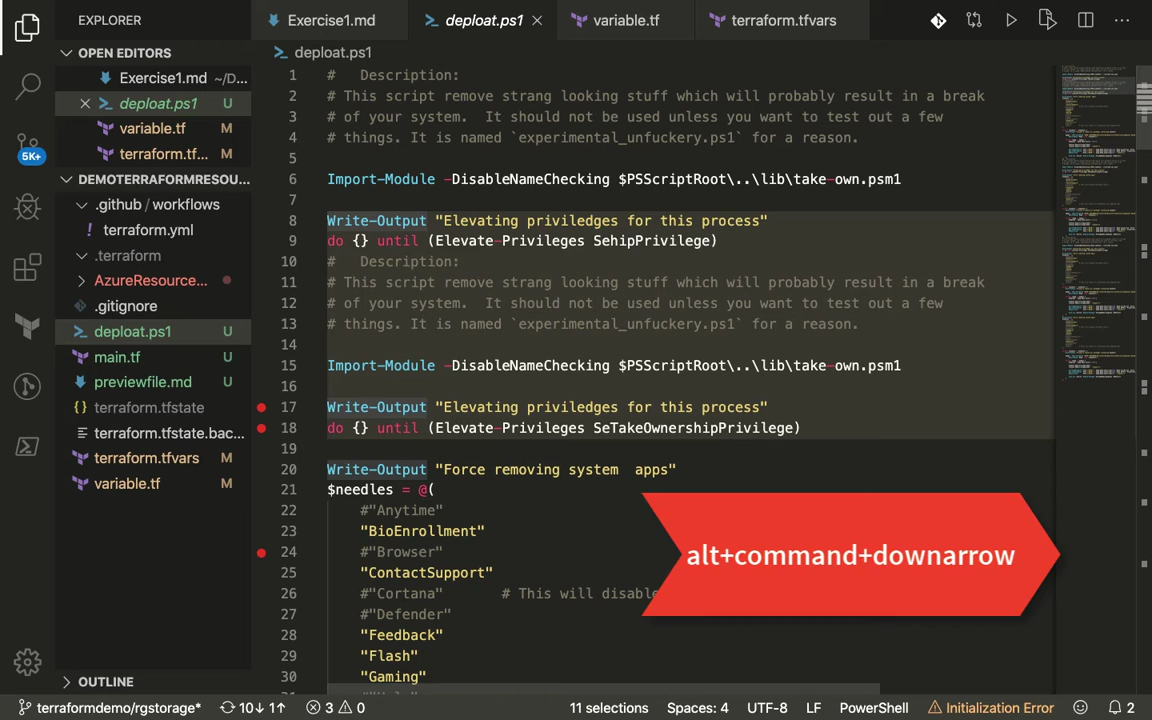 EXPLORER
Exercise1.md
deploat.ps1
variable.tf
terraform.tfvars
OPEN EDITORS
Exercise1.md ~/D...
deploat.ps1 U
variable.tf M
terraform.tf... M
DEMOTERRAFORMRESOU...
.github / workflows
terraform.yml
.terraform
AzureResource...
.gitignore
deploat.ps1 U
main.tf U
previewfile.md U
terraform.tfstate
terraform.tfstate.bac...
terraform.tfvars M
variable.tf M
OUTLINE
5K+
deploat.ps1
1 #   Description:
2 # This script remove strang looking stuff which will probably result in a break
3 # of your system.  It should not be used unless you want to test out a few
4 # things. It is named `experimental_unfuckery.ps1` for a reason.
5
6 Import-Module -DisableNameChecking $PSScriptRoot\..\lib\take-own.psm1
7
8 Write-Output "Elevating priviledges for this process"
9 do {} until (Elevate-Privileges SehipPrivilege)
10 #   Description:
11 # This script remove strang looking stuff which will probably result in a break
12 # of your system.  It should not be used unless you want to test out a few
13 # things. It is named `experimental_unfuckery.ps1` for a reason.
14
15 Import-Module -DisableNameChecking $PSScriptRoot\..\lib\take-own.psm1
16
17 Write-Output "Elevating priviledges for this process"
18 do {} until (Elevate-Privileges SeTakeOwnershipPrivilege)
19
20 Write-Output "Force removing system  apps"
21 $needles = @(
22     #"Anytime"
23     "BioEnrollment"
24     #"Browser"
25     "ContactSupport"
26     #"Cortana"       # This will disable
27     #"Defender"
28     "Feedback"
29     "Flash"
30     "Gaming"
alt+command+downarrow
terraformdemo/rgstorage* 10↓ 1↑ 3 0 11 selections Spaces: 4 UTF-8 LF PowerShell Initialization Error 2